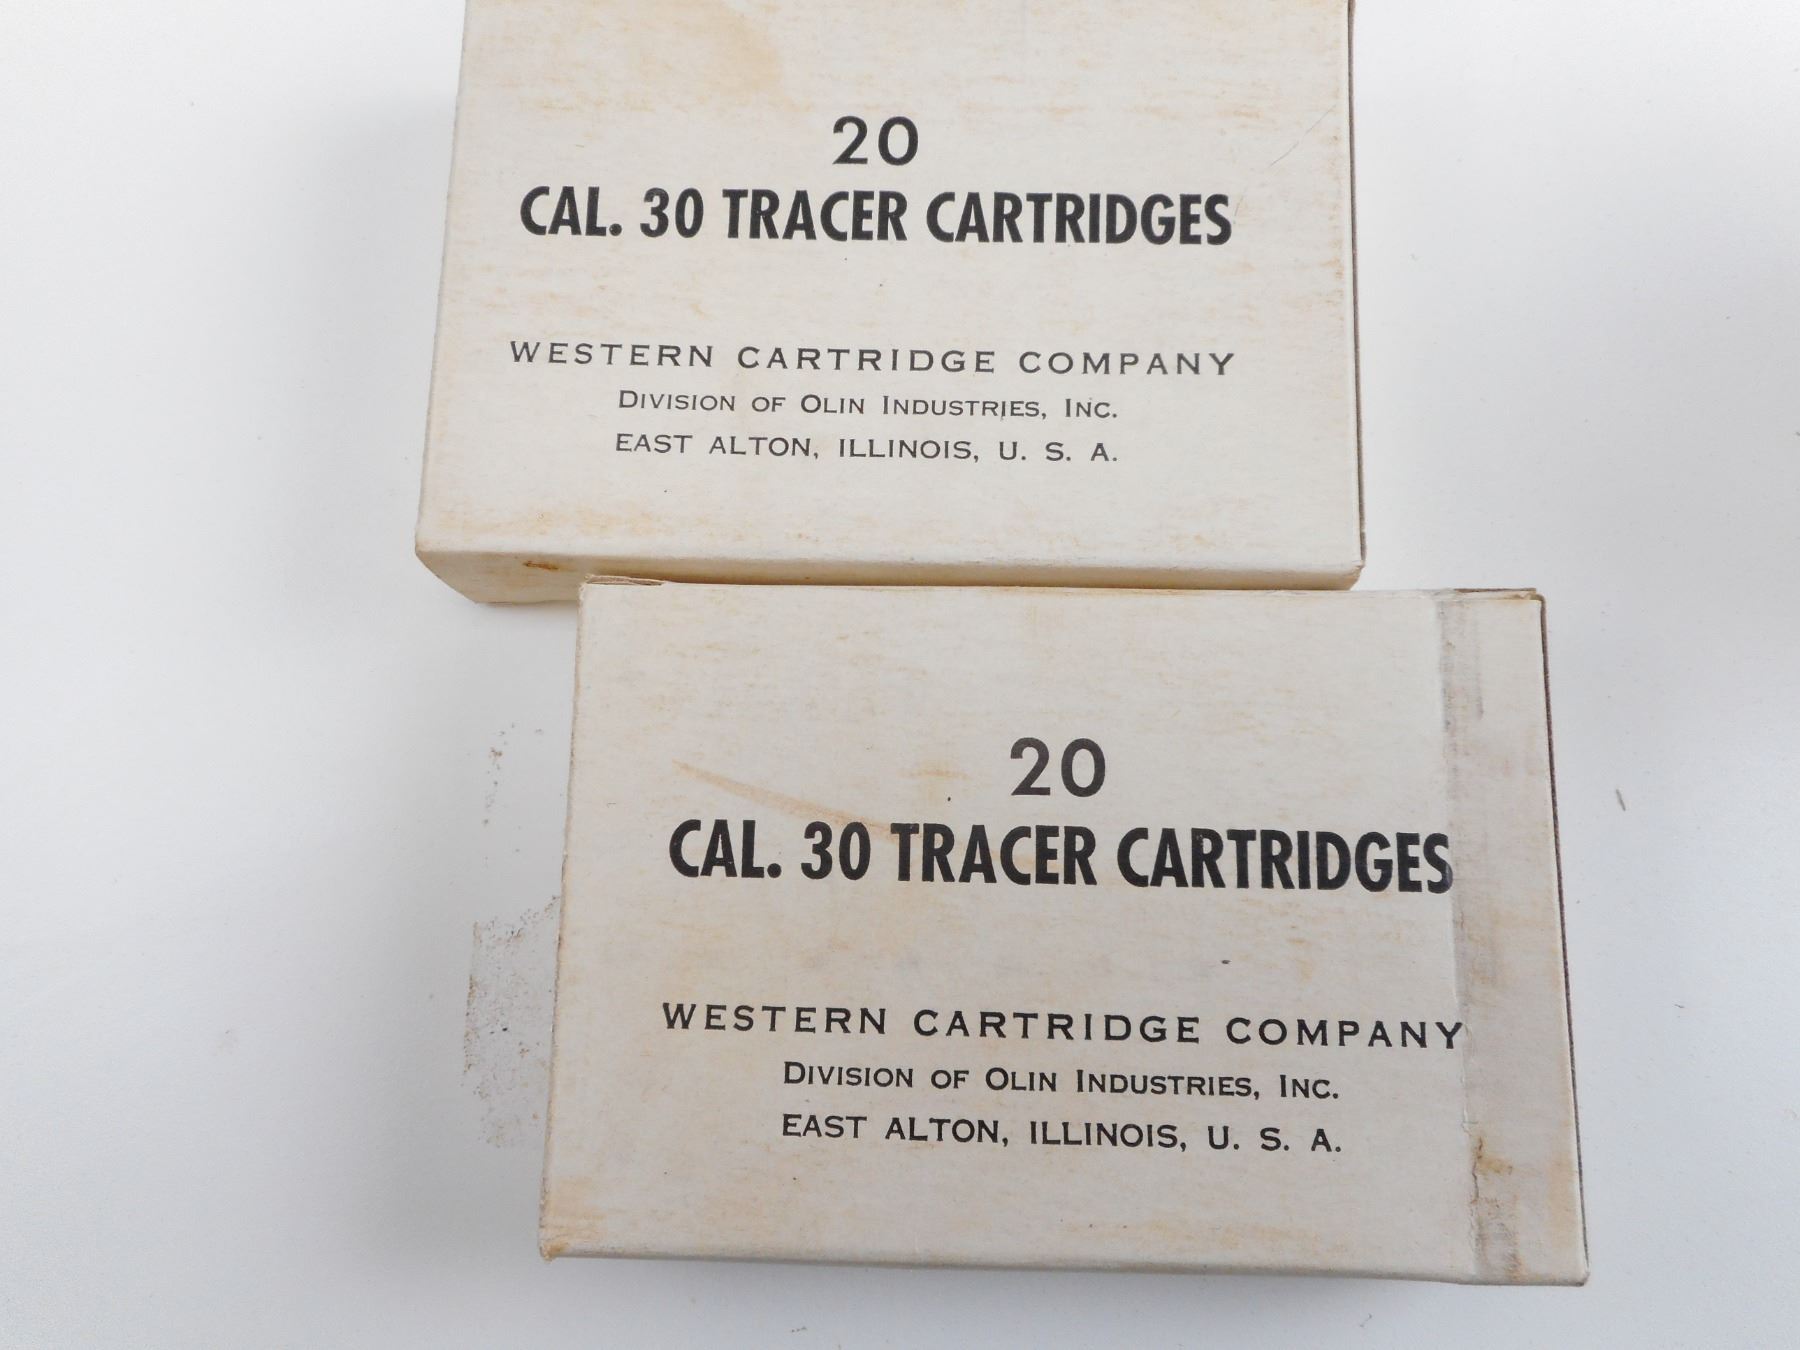 20
CAL. 30 TRACER CARTRIDGES
WESTERN CARTRIDGE COMPANY
DIVISION OF OLIN INDUSTRIES, INC.
EAST ALTON, ILLINOIS, U. S. A.
20
CAL. 30 TRACER CARTRIDGES
WESTERN CARTRIDGE COMPANY
DIVISION OF OLIN INDUSTRIES, INC.
EAST ALTON, ILLINOIS, U. S. A.